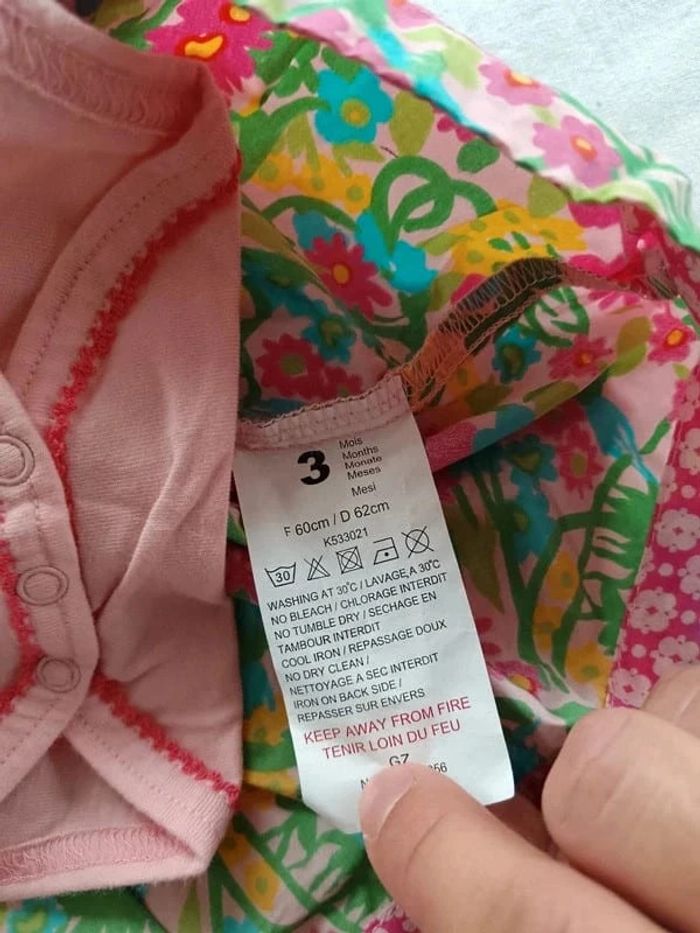 3
Mois
Months
Monate
Meses
Mesi
F 60cm / D 62cm
K533021
30
WASHING AT 30°C / LAVAGE A 30°C
NO BLEACH / CHLORAGE INTERDIT
NO TUMBLE DRY / SECHAGE EN
TAMBOUR INTERDIT
COOL IRON / REPASSAGE DOUX
NO DRY CLEAN /
NETTOYAGE A SEC INTERDIT
IRON ON BACK SIDE /
REPASSER SUR ENVERS
KEEP AWAY FROM FIRE
TENIR LOIN DU FEU
GZ